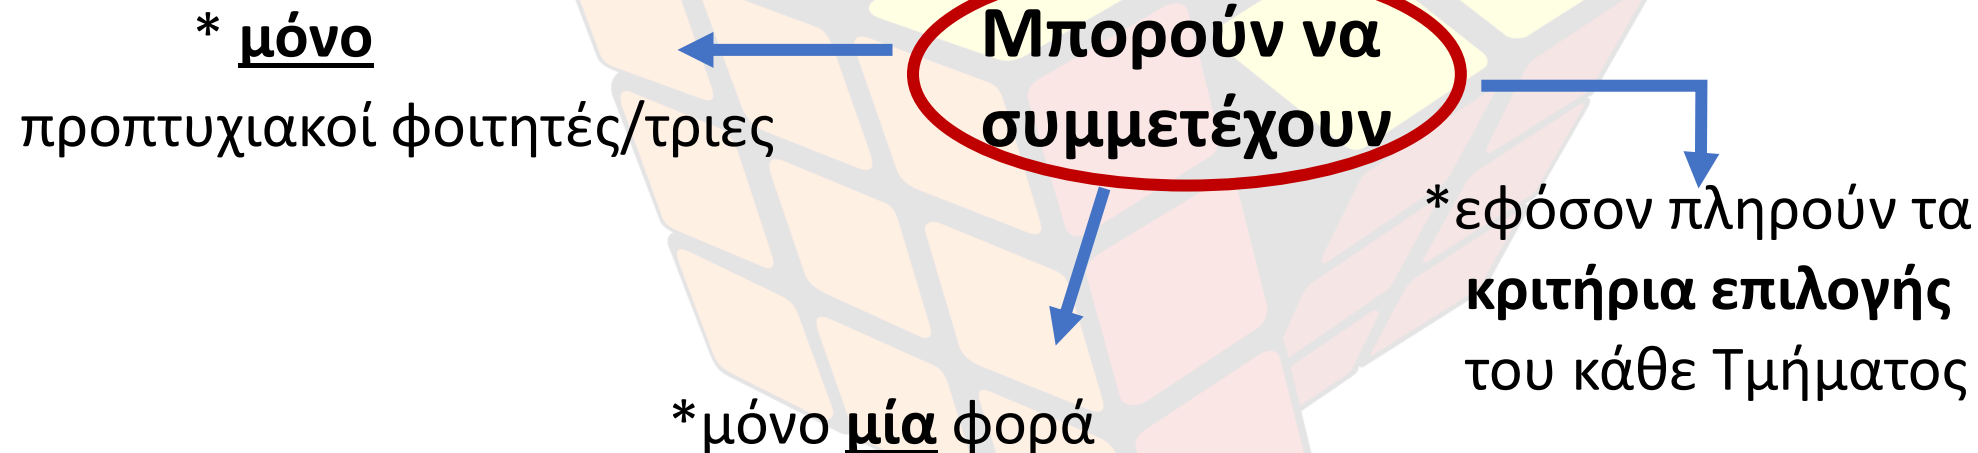 * μόνο
προπτυχιακοί φοιτητές/τριες
Μπορούν να
συμμετέχουν
*εφόσον πληρούν τα
κριτήρια επιλογής
του κάθε Τμήματος
*μόνο μία φορά